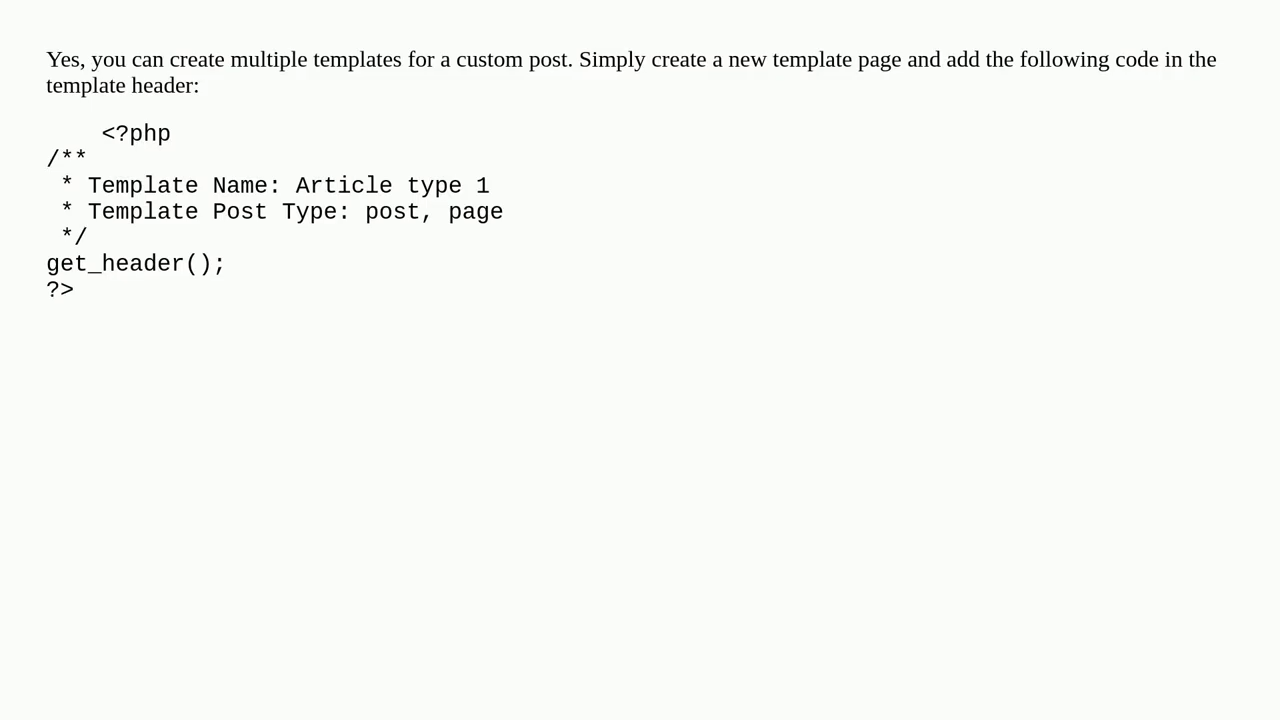 Yes, you can create multiple templates for a custom post. Simply create a new template page and add the following code in the
template header:
    <?php
/**
 * Template Name: Article type 1
 * Template Post Type: post, page
 */
get_header();
?>